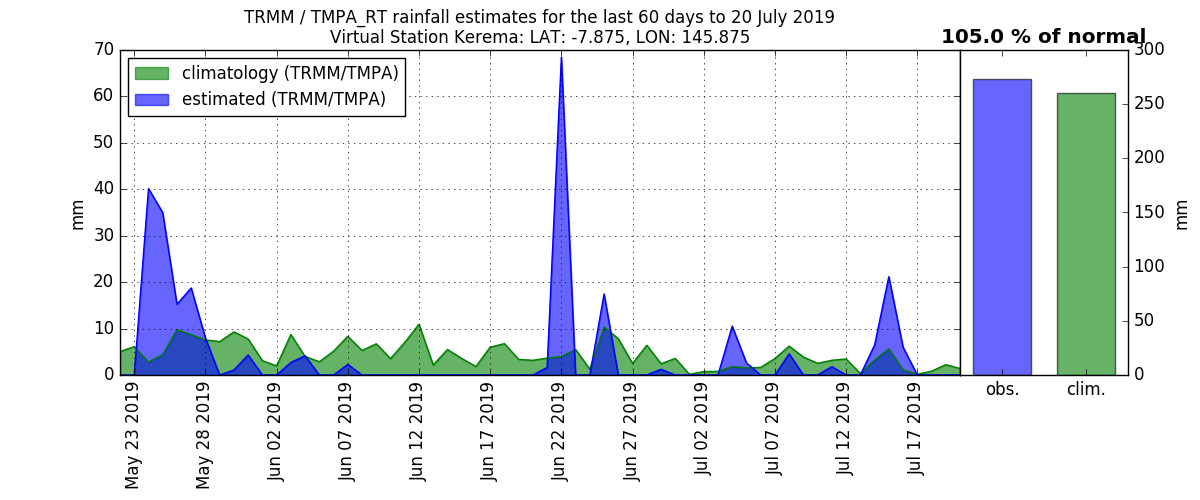 TRMM / TMPA_RT rainfall estimates for the last 60 days to 20 July 2019
Virtual Station Kerema: LAT: -7.875, LON: 145.875
105.0 % of normal
climatology (TRMM/TMPA)
estimated (TRMM/TMPA)
70
60
50
40
30
20
10
0
mm
May 23 2019
May 28 2019
Jun 02 2019
Jun 07 2019
Jun 12 2019
Jun 17 2019
Jun 22 2019
Jun 27 2019
Jul 02 2019
Jul 07 2019
Jul 12 2019
Jul 17 2019
300
250
200
150
100
50
0
mm
obs.
clim.